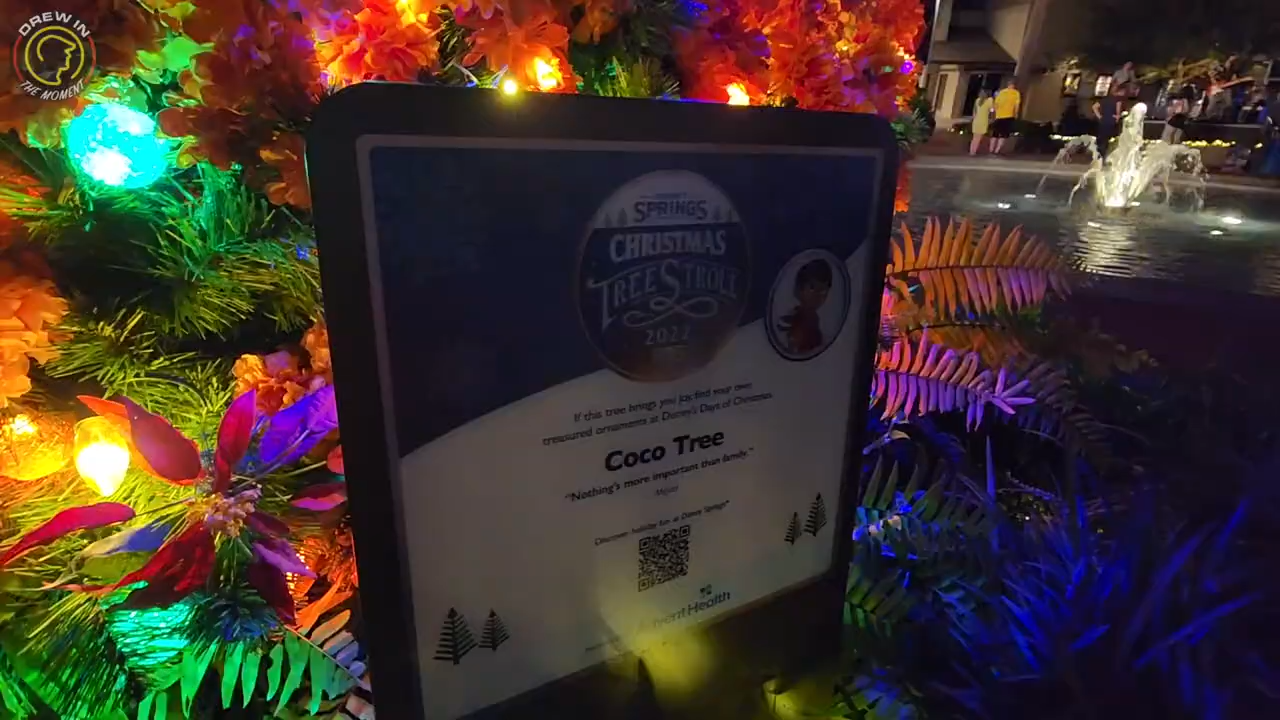 DREW IN
THE MOMENT
SPRINGS
CHRISTMAS
TREE STROLL
2022
If this tree brings you joy, find your own
treasured ornaments at Disney's Days of Christmas.
Coco Tree
"Nothing's more important than family."
-Miguel
Discover holiday fun at Disney Springs®
Health